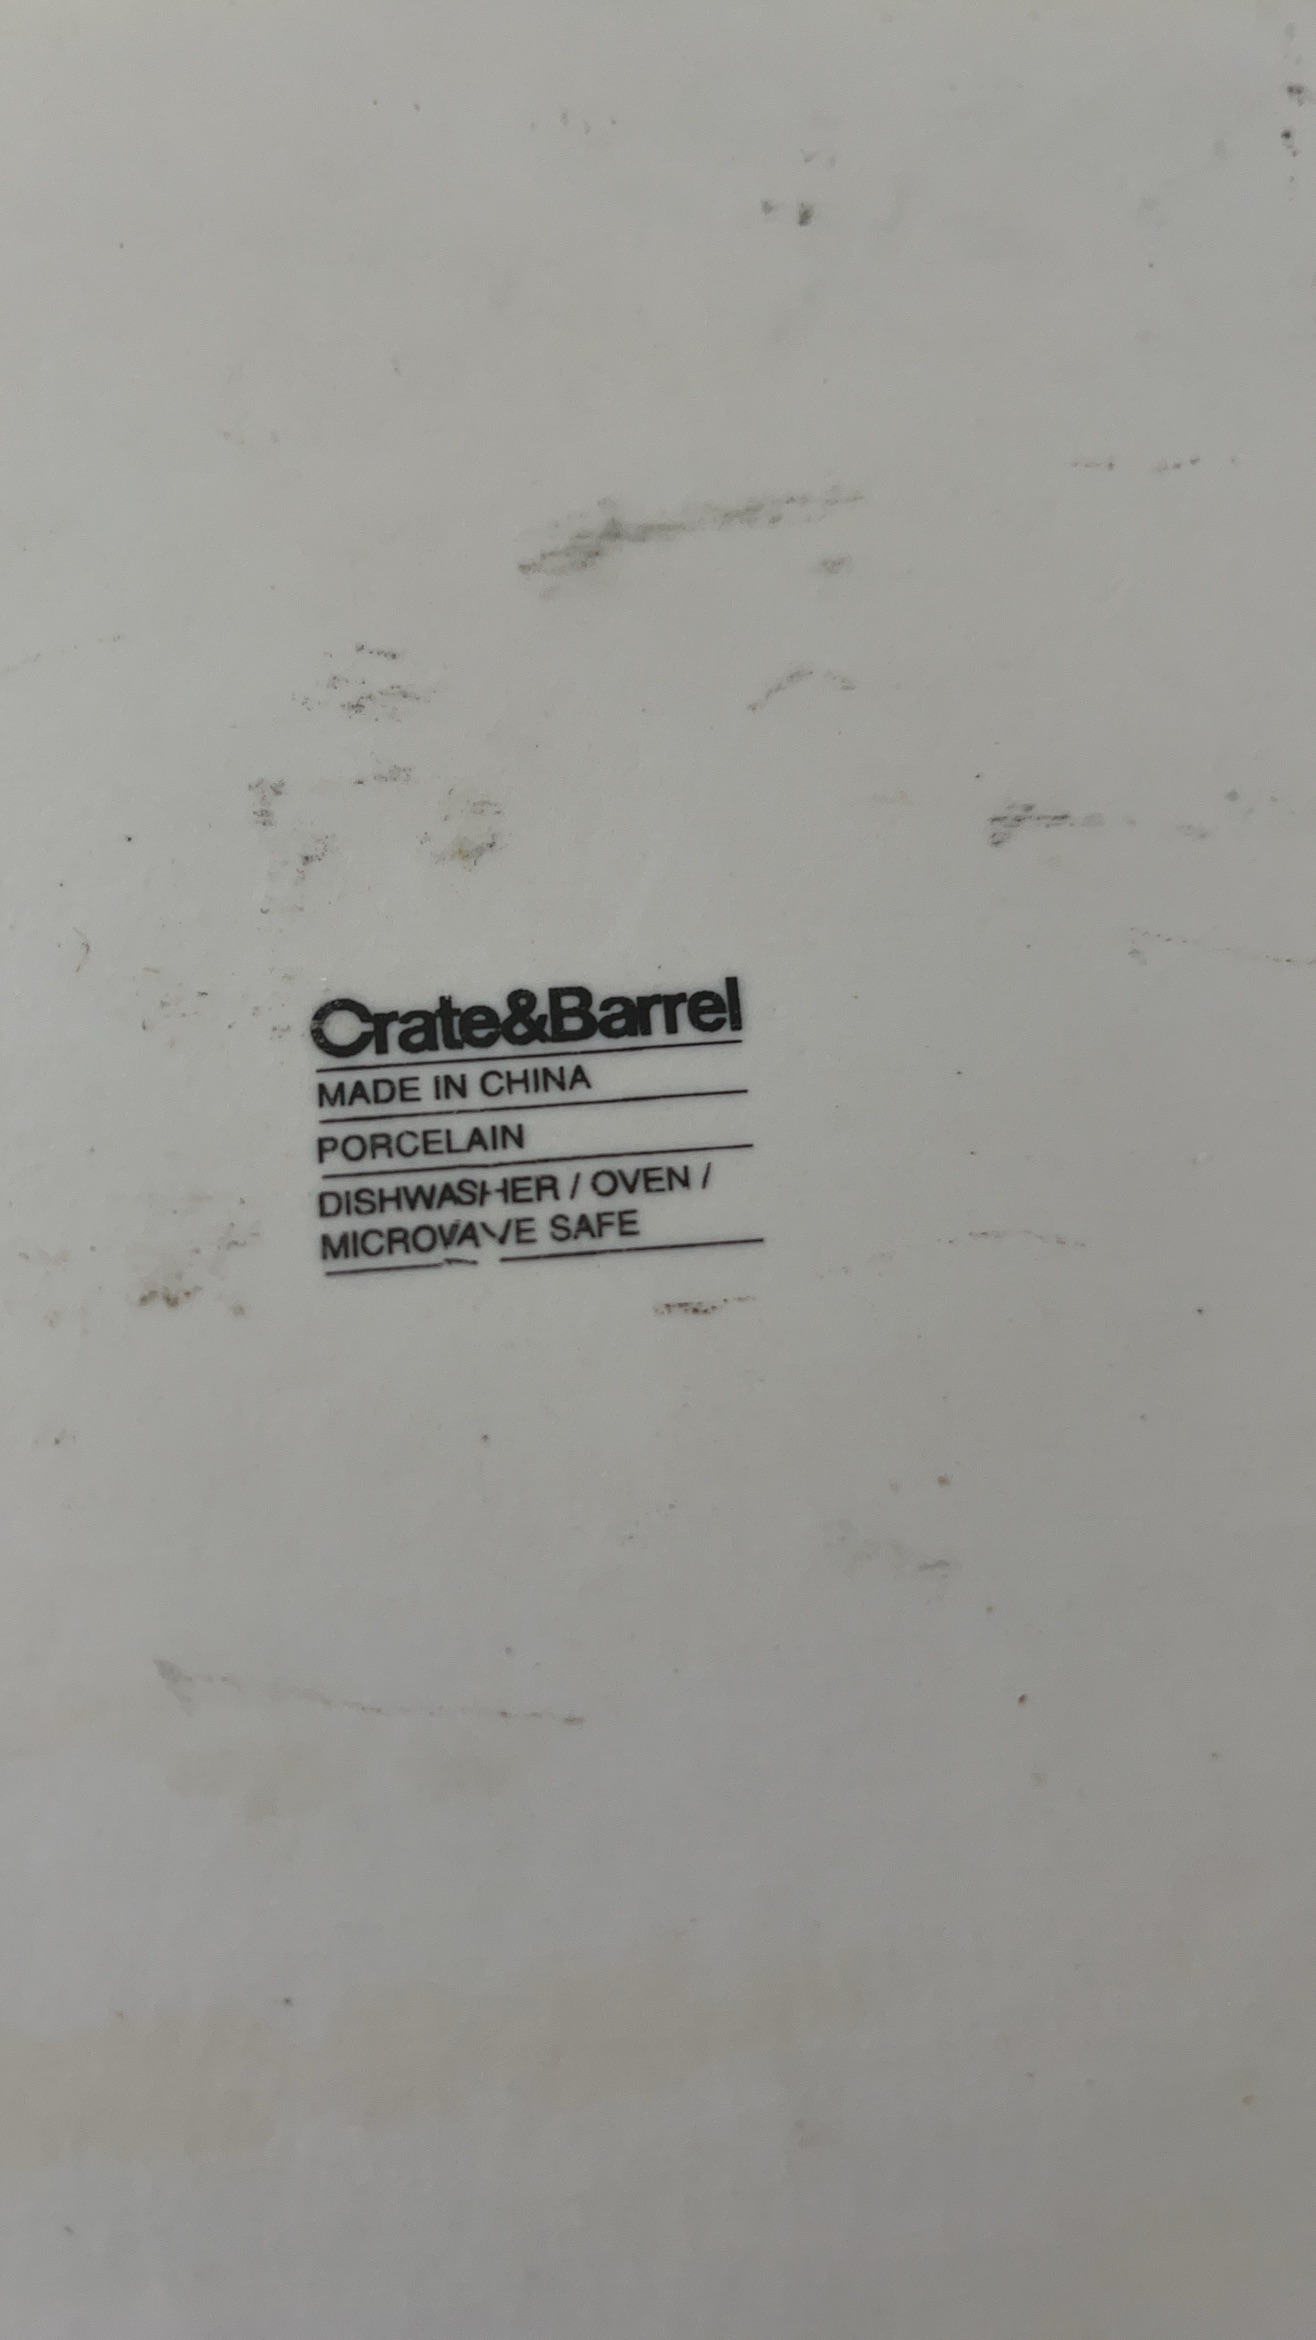 Crate&Barrel
MADE IN CHINA
PORCELAIN
DISHWASHER / OVEN /
MICROWAVE SAFE